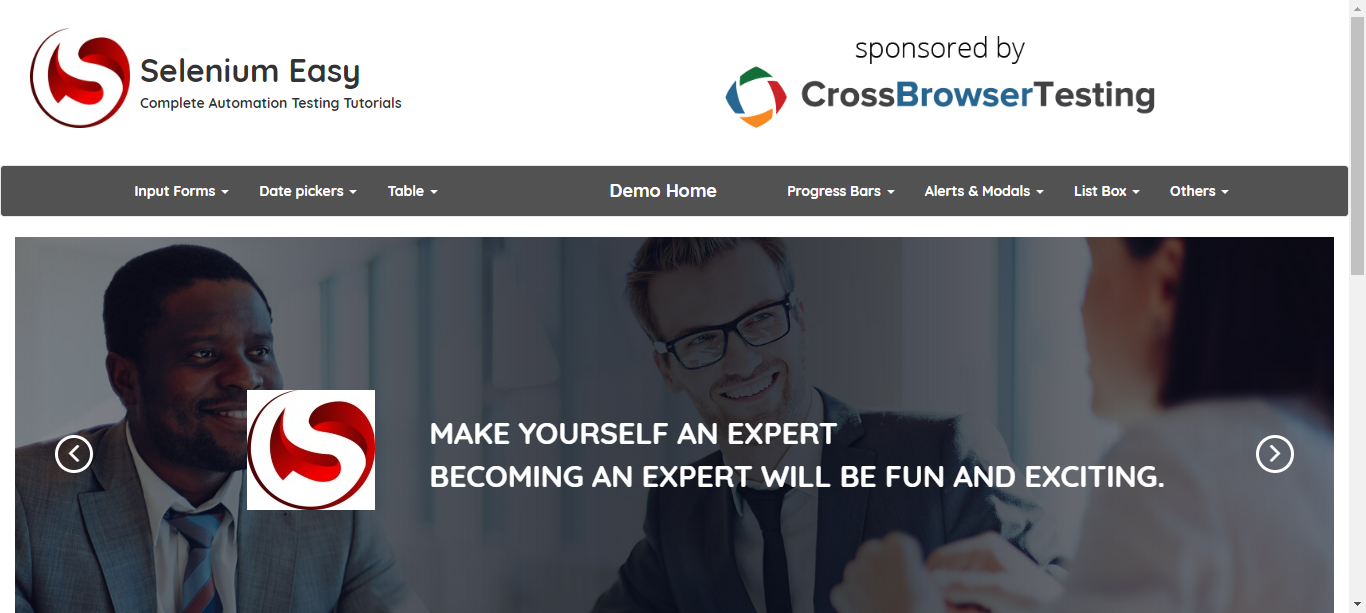 Selenium Easy
Complete Automation Testing Tutorials
sponsored by
CrossBrowserTesting
Input Forms Date pickers Table Demo Home Progress Bars Alerts & Modals List Box Others
MAKE YOURSELF AN EXPERT
BECOMING AN EXPERT WILL BE FUN AND EXCITING.